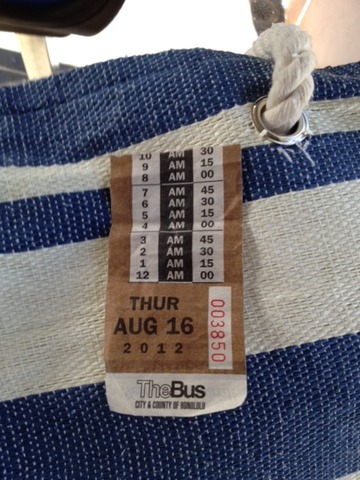 10 AM 30
9 AM 15
8 AM 00
7 AM 45
6 AM 30
5 AM 15
4 AM 00
3 AM 45
2 AM 30
1 AM 15
12 AM 00
THUR
AUG 16
2012
003850
TheBus
CITY & COUNTY OF HONOLULU